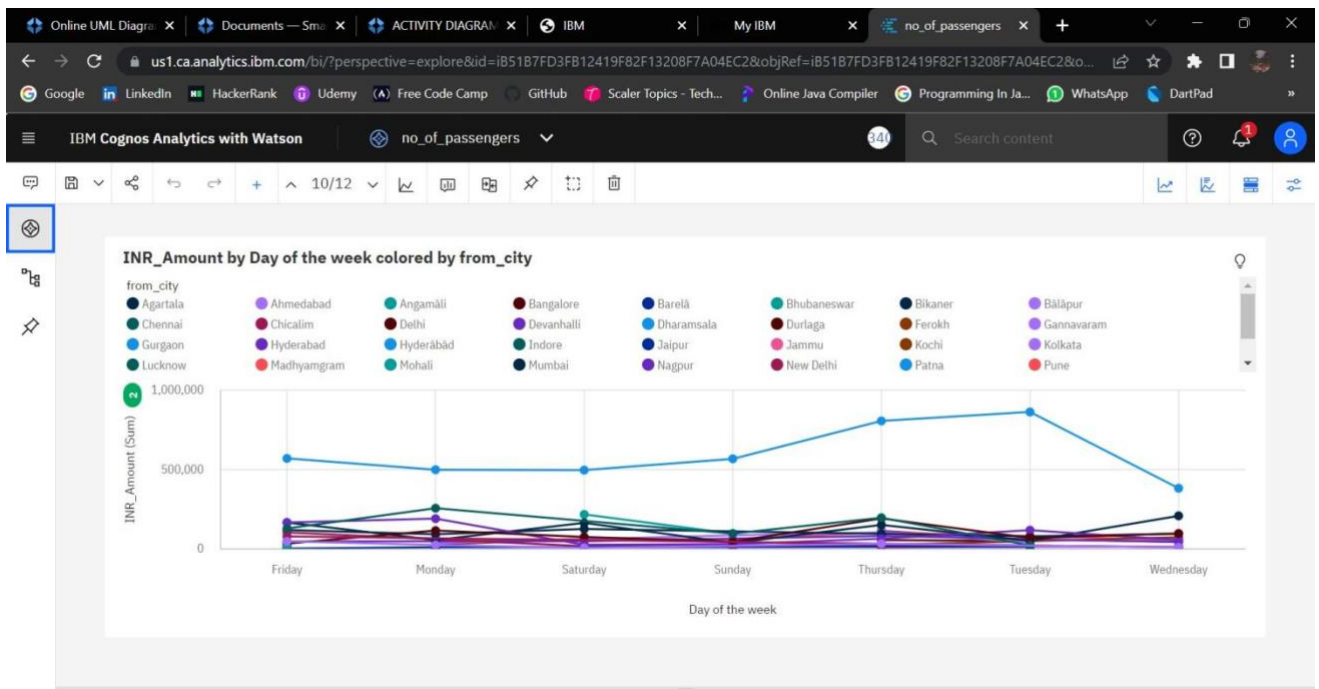 Online UML Diagra
Documents — Sma
ACTIVITY DIAGRAM
IBM
My IBM
no_of_passengers
us1.ca.analytics.ibm.com/bi/?perspective=explore&id=iB51B7FD3FB12419F82F13208F7A04EC2&objRef=iB51B7FD3FB12419F82F13208F7A04EC2&o...
Google LinkedIn HackerRank Udemy Free Code Camp GitHub Scaler Topics - Tech... Online Java Compiler Programming In Ja... WhatsApp DartPad »
IBM Cognos Analytics with Watson no_of_passengers 340 Search content 1
10/12
INR_Amount by Day of the week colored by from_city
from_city
Agartala Ahmedabad Angamāli Bangalore Barelā Bhubaneswar Bikaner Bālāpur
Chennai Chicalim Delhi Devanhalli Dharamsala Durlaga Ferokh Gannavaram
Gurgaon Hyderabad Hyderābād Indore Jaipur Jammu Kochi Kolkata
Lucknow Madhyamgram Mohali Mumbai Nagpur New Delhi Patna Pune
2
INR_Amount (Sum)
1,000,000
500,000
0
Friday Monday Saturday Sunday Thursday Tuesday Wednesday
Day of the week